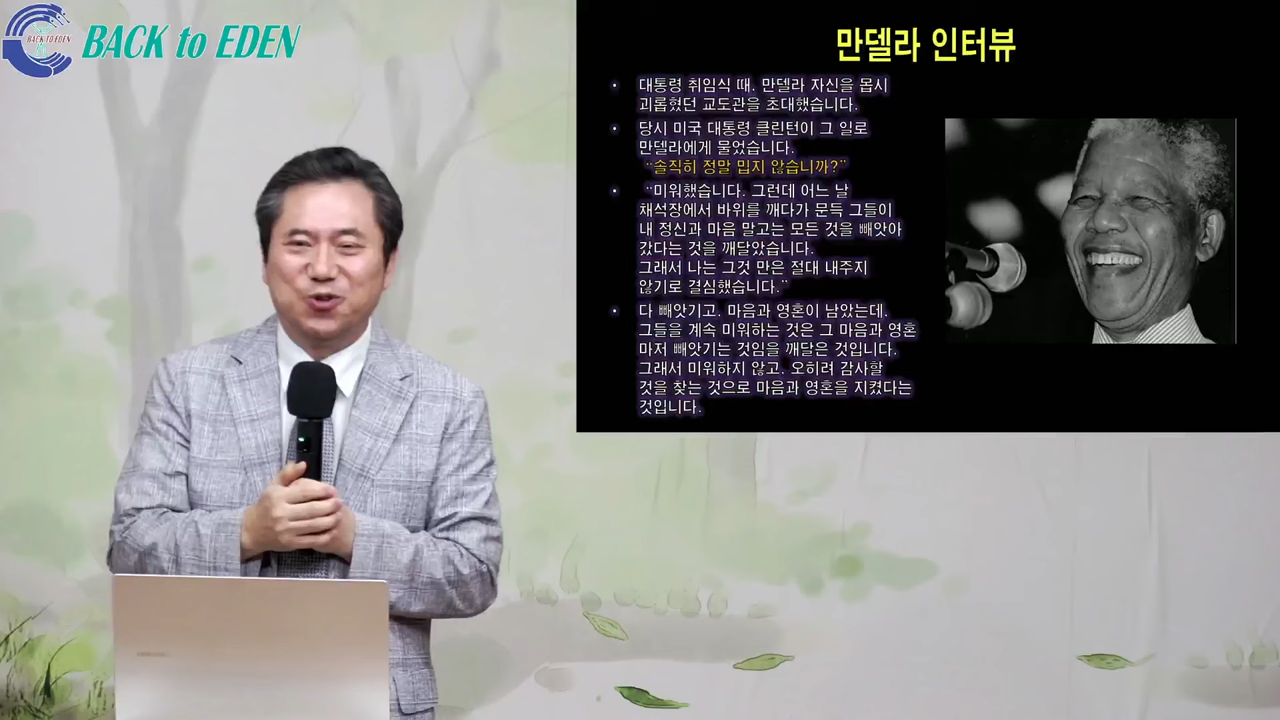 BACK TO EDEN
BACK to EDEN
만델라 인터뷰
• 대통령 취임식 때, 만델라 자신을 몹시
괴롭혔던 교도관을 초대했습니다.
• 당시 미국 대통령 클린턴이 그 일로
만델라에게 물었습니다.
“솔직히 정말 밉지 않습니까?”
• “미워했습니다. 그런데 어느 날
채석장에서 바위를 깨다가 문득 그들이
내 정신과 마음 말고는 모든 것을 빼앗아
갔다는 것을 깨달았습니다.
그래서 나는 그것 만은 절대 내주지
않기로 결심했습니다.”
• 다 빼앗기고, 마음과 영혼이 남았는데,
그들을 계속 미워하는 것은 그 마음과 영혼
마저 빼앗기는 것임을 깨달은 것입니다.
그래서 미워하지 않고, 오히려 감사할
것을 찾는 것으로 마음과 영혼을 지켰다는
것입니다.